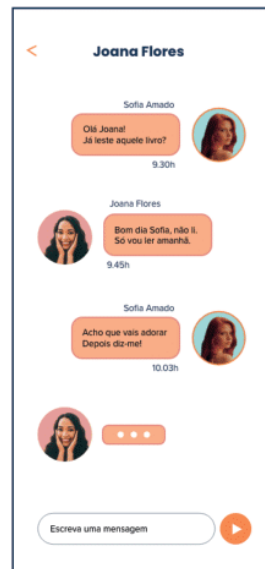 Joana Flores
Sofia Amado
Olá Joana!
Já leste aquele livro?
9.30h
Joana Flores
Bom dia Sofia, não li.
Só vou ler amanhã.
9.45h
Sofia Amado
Acho que vais adorar
Depois diz-me!
10.03h
Escreva uma mensagem